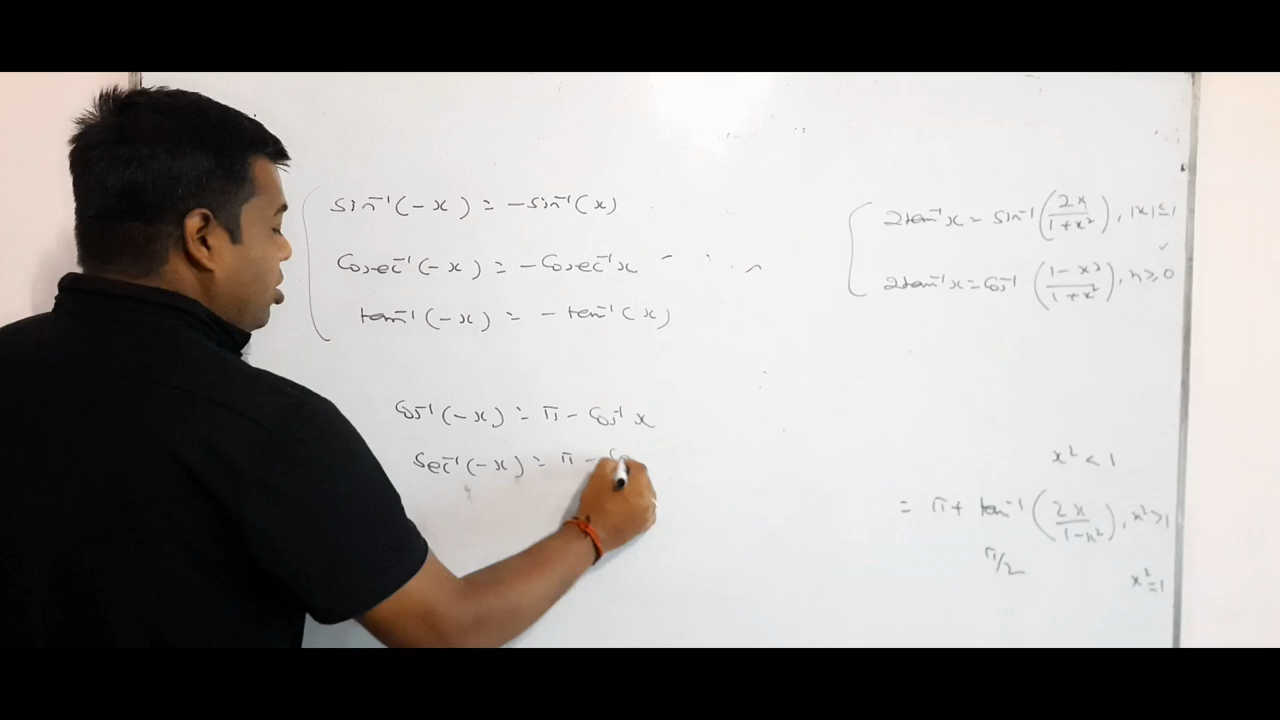 sin⁻¹(-x) = -sin⁻¹(x)
Cosec⁻¹(-x) = -Cosec⁻¹x
tan⁻¹(-x) = - tan⁻¹(x)
Cos⁻¹(-x) = π - Cos⁻¹x
Sec⁻¹(-x) = π - Se
2tan⁻¹x = sin⁻¹(2x/1+x²), |x| ≤ 1
2tan⁻¹x = Cos⁻¹(1-x²/1+x²), x ≥ 0
x² < 1
= π + tan⁻¹(2x/1-x²), x² > 1
π/2
x² = 1